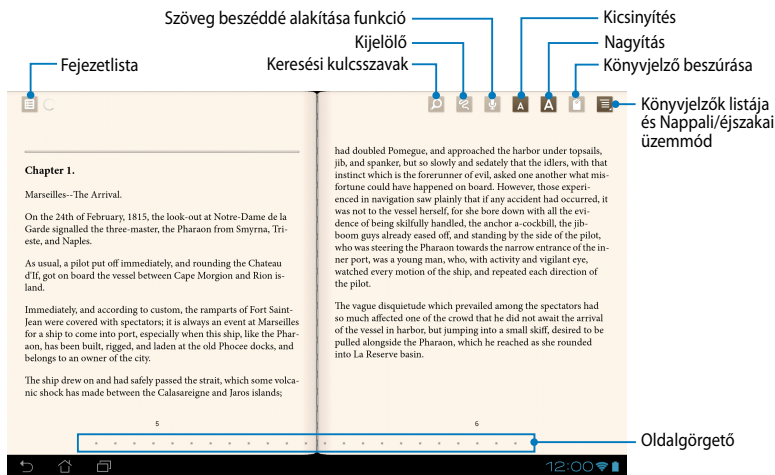 Szöveg beszéddé alakítása funkció
Kijelölő
Keresési kulcsszavak
Fejezetlista
Kicsinyítés
Nagyítás
Könyvjelző beszúrása
Könyvjelzők listája
és Nappali/éjszakai
üzemmód
A
A
Chapter 1.
Marseilles--The Arrival.
On the 24th of February, 1815, the look-out at Notre-Dame de la
Garde signalled the three-master, the Pharaon from Smyrna, Tri-
este, and Naples.
As usual, a pilot put off immediately, and rounding the Chateau
d'If, got on board the vessel between Cape Morgion and Rion is-
land.
Immediately, and according to custom, the ramparts of Fort Saint-
Jean were covered with spectators; it is always an event at Marseilles
for a ship to come into port, especially when this ship, like the Phar-
aon, has been built, rigged, and laden at the old Phocee docks, and
belongs to an owner of the city.
The ship drew on and had safely passed the strait, which some volca-
nic shock has made between the Calasareigne and Jaros islands;
5
had doubled Pomegue, and approached the harbor under topsails,
jib, and spanker, but so slowly and sedately that the idlers, with that
instinct which is the forerunner of evil, asked one another what mis-
fortune could have happened on board. However, those experi-
enced in navigation saw plainly that if any accident had occurred, it
was not to the vessel herself, for she bore down with all the evi-
dence of being skilfully handled, the anchor a-cockbill, the jib-
boom guys already eased off, and standing by the side of the pilot,
who was steering the Pharaon towards the narrow entrance of the in-
ner port, was a young man, who, with activity and vigilant eye,
watched every motion of the ship, and repeated each direction of
the pilot.
The vague disquietude which prevailed among the spectators had
so much affected one of the crowd that he did not await the arrival
of the vessel in harbor, but jumping into a small skiff, desired to be
pulled alongside the Pharaon, which he reached as she rounded
into La Reserve basin.
6
Oldalgörgető
12:00